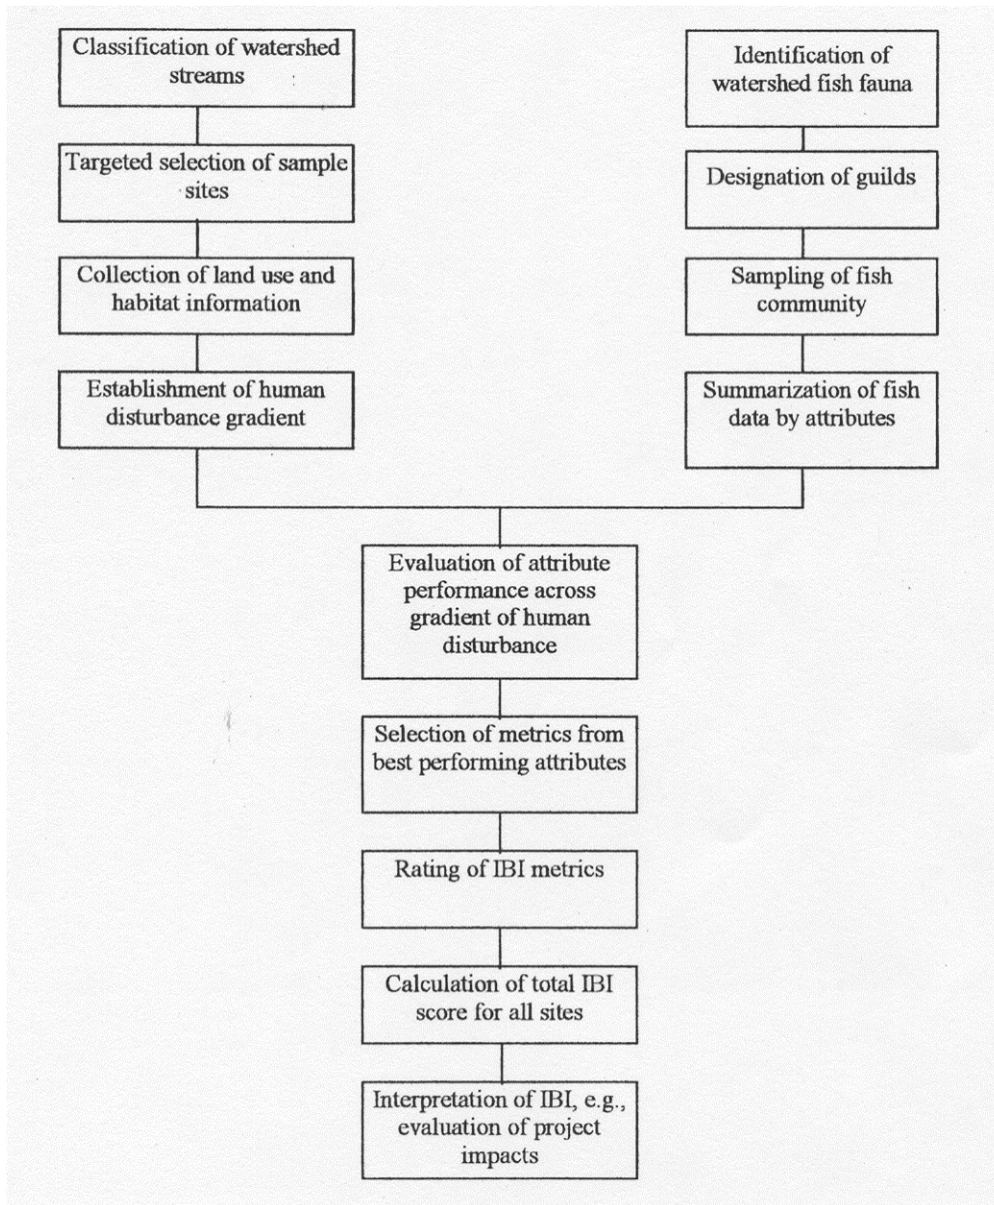 Classification of watershed
streams
Targeted selection of sample
sites
Collection of land use and
habitat information
Establishment of human
disturbance gradient
Identification of
watershed fish fauna
Designation of guilds
Sampling of fish
community
Summarization of fish
data by attributes
Evaluation of attribute
performance across
gradient of human
disturbance
Selection of metrics from
best performing attributes
Rating of IBI metrics
Calculation of total IBI
score for all sites
Interpretation of IBI, e.g.,
evaluation of project
impacts